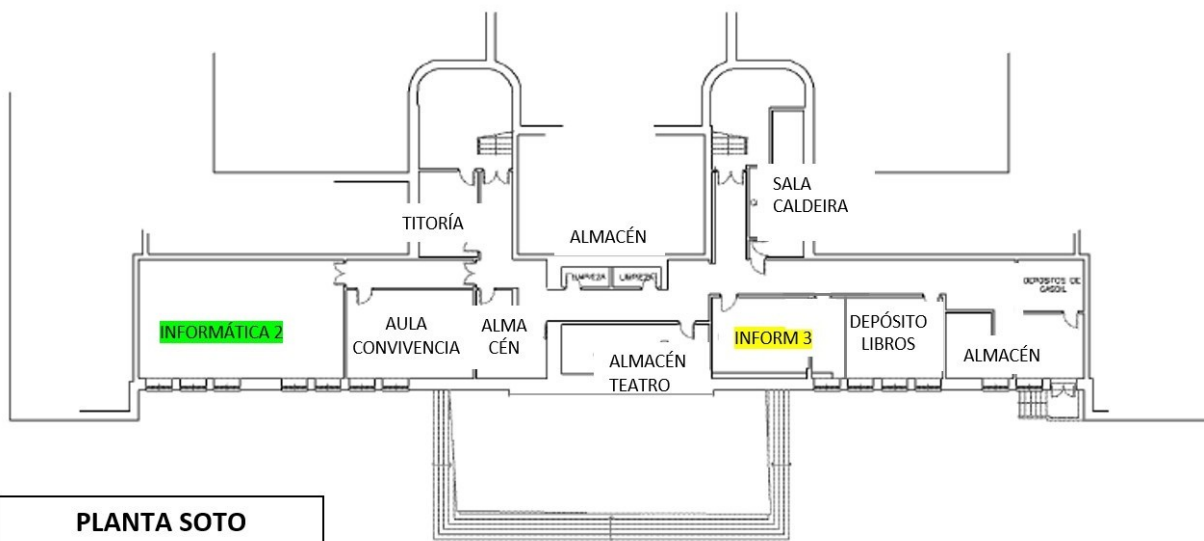 SALA
CALDEIRA
TITORÍA
ALMACÉN
LIMPEZA
LIMPEZA
DEPOSITOS DE
GASOIL
INFORMÁTICA 2
AULA
CONVIVENCIA
ALMA
CÉN
ALMACÉN
TEATRO
INFORM 3
DEPÓSITO
LIBROS
ALMACÉN
PLANTA SOTO